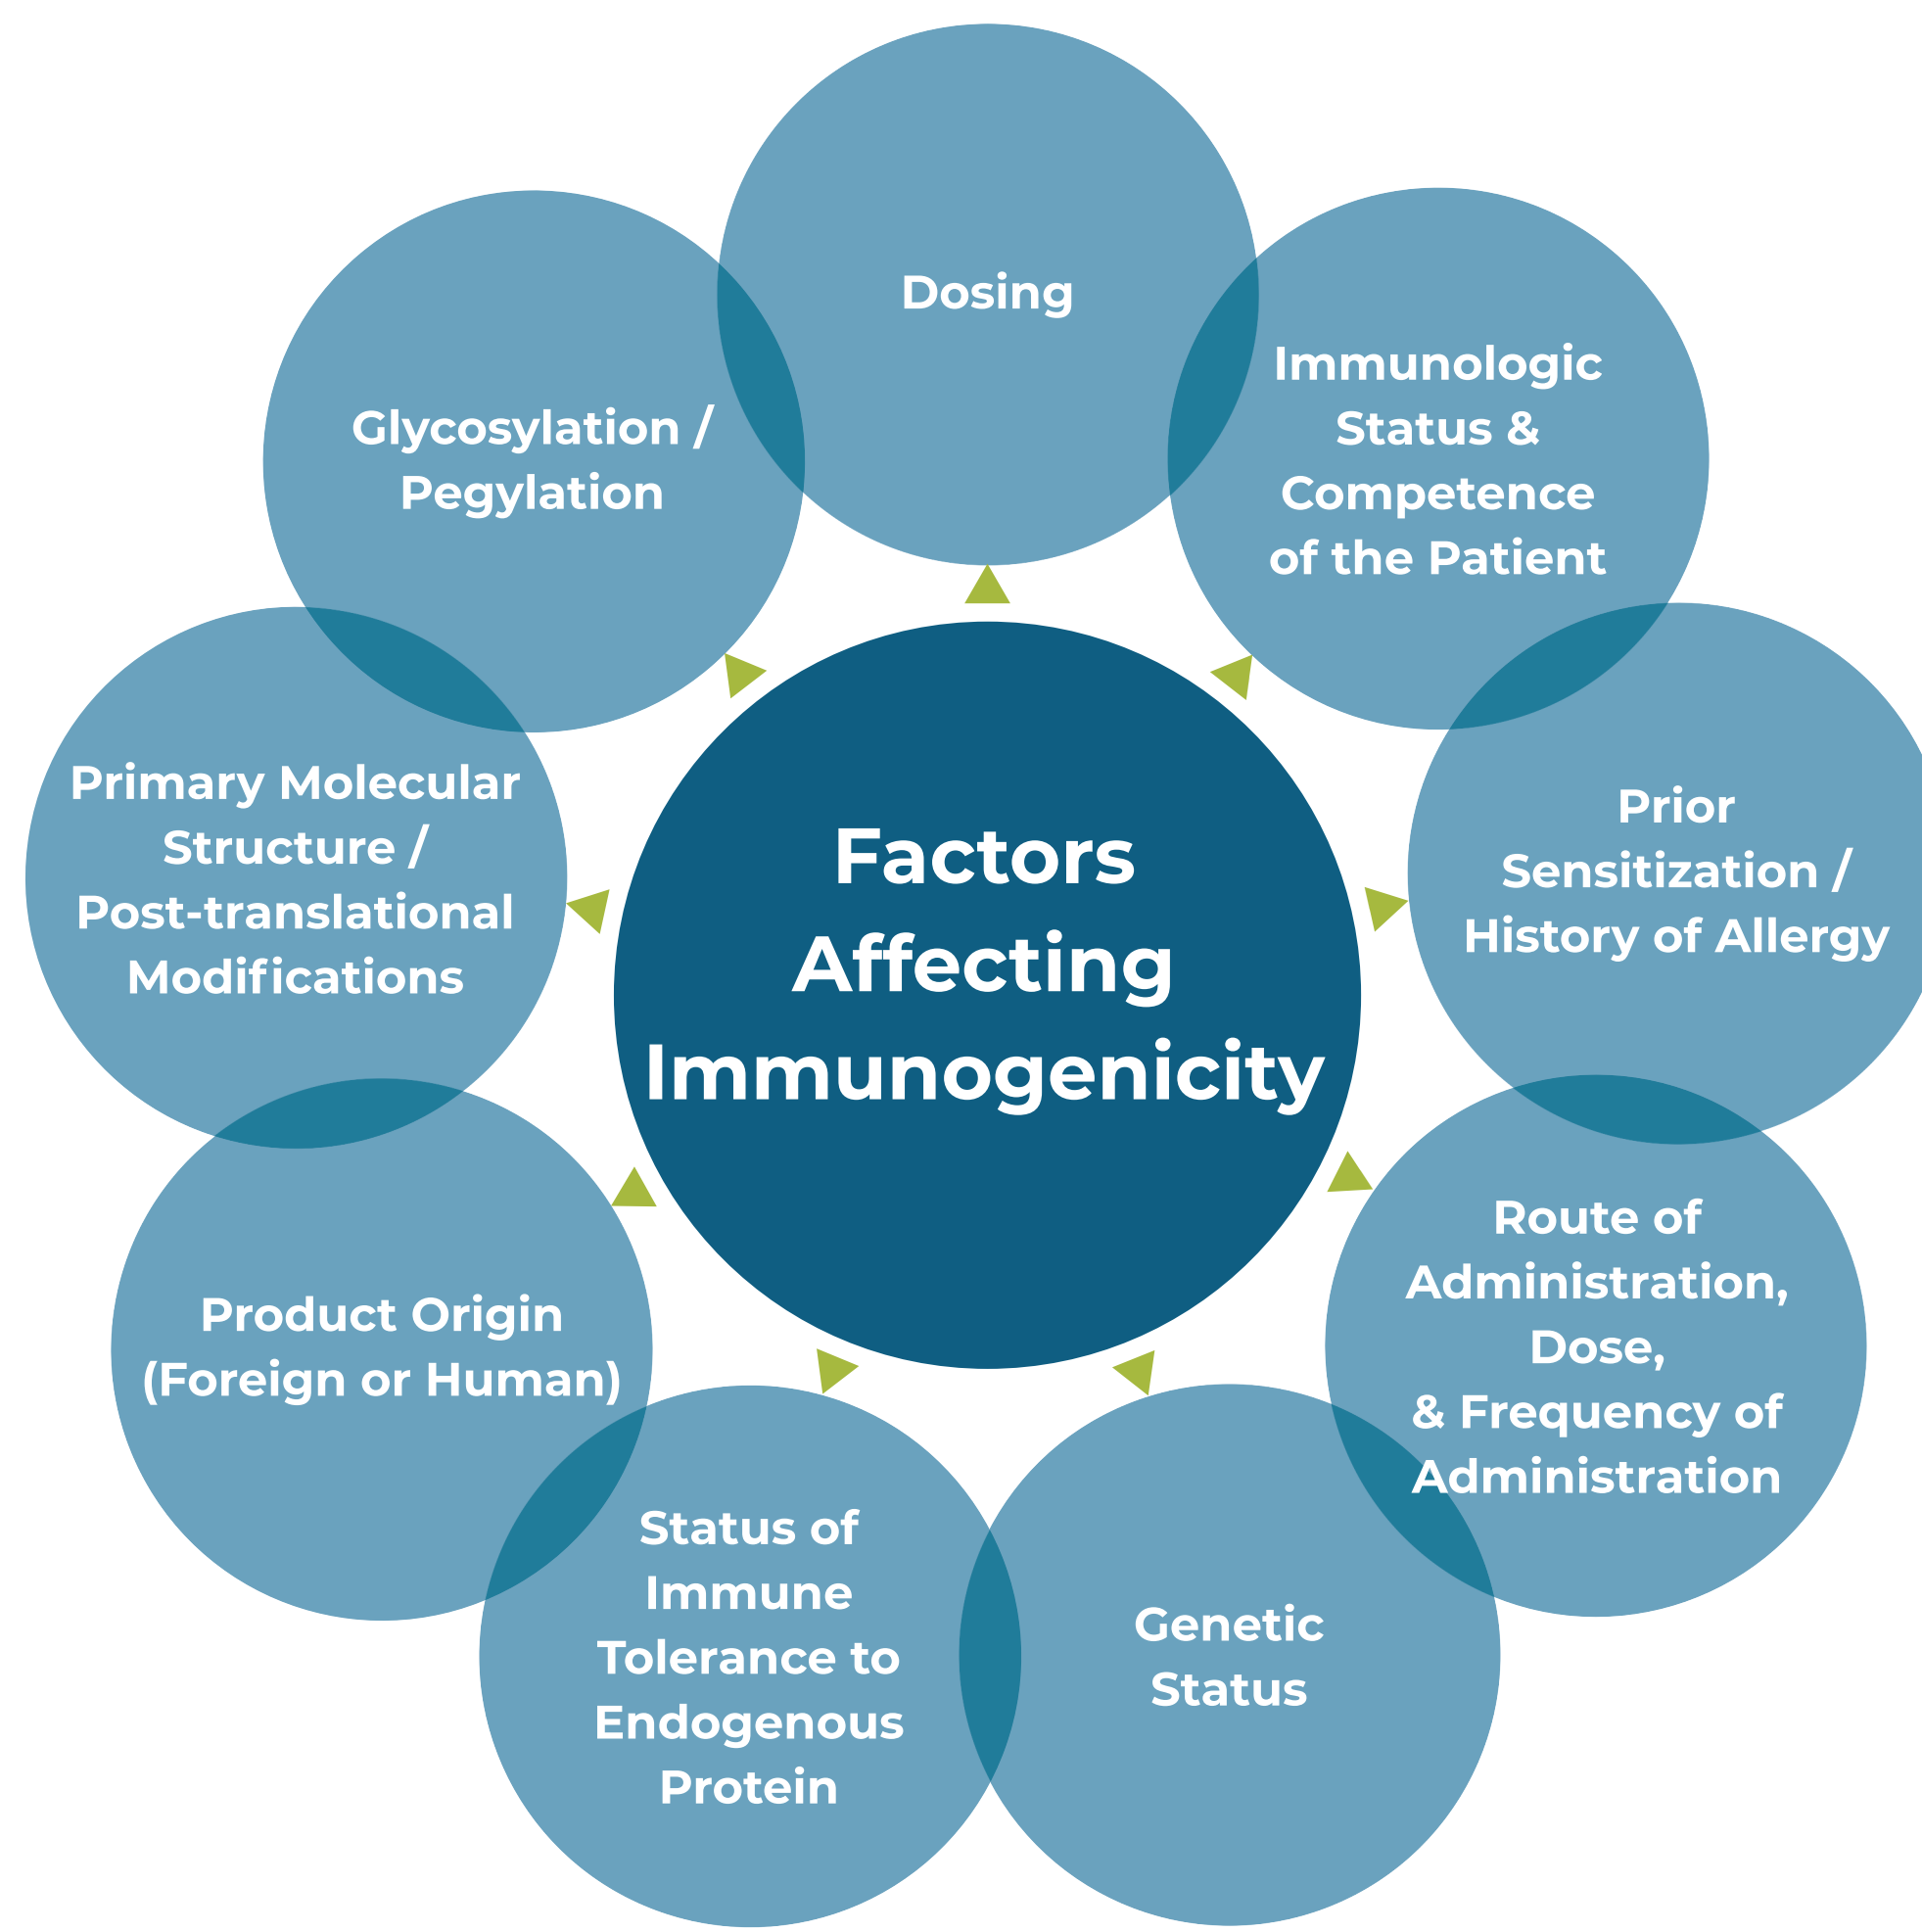 Dosing
Immunologic
Status &
Competence
of the Patient
Prior
Sensitization /
History of Allergy
Route of
Administration,
Dose,
& Frequency of
Administration
Genetic
Status
Status of
Immune
Tolerance to
Endogenous
Protein
Product Origin
(Foreign or Human)
Primary Molecular
Structure /
Post-translational
Modifications
Glycosylation /
Pegylation
Factors
Affecting
Immunogenicity